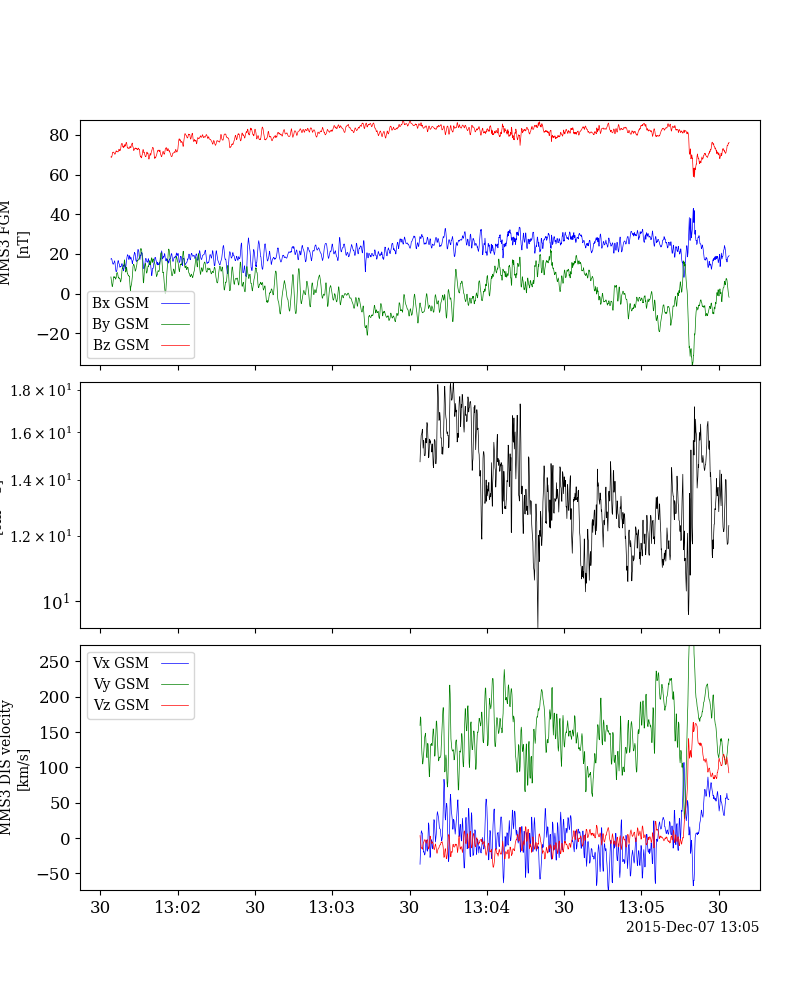 80
60
40
20
0
−20
MMS3 FGM
[nT]
Bx GSM
By GSM
Bz GSM
1.8 × 10¹
1.6 × 10¹
1.4 × 10¹
1.2 × 10¹
10¹
250
200
150
100
50
0
−50
MMS3 DIS velocity
[km/s]
Vx GSM
Vy GSM
Vz GSM
30 13:02 30 13:03 30 13:04 30 13:05 30
2015-Dec-07 13:05